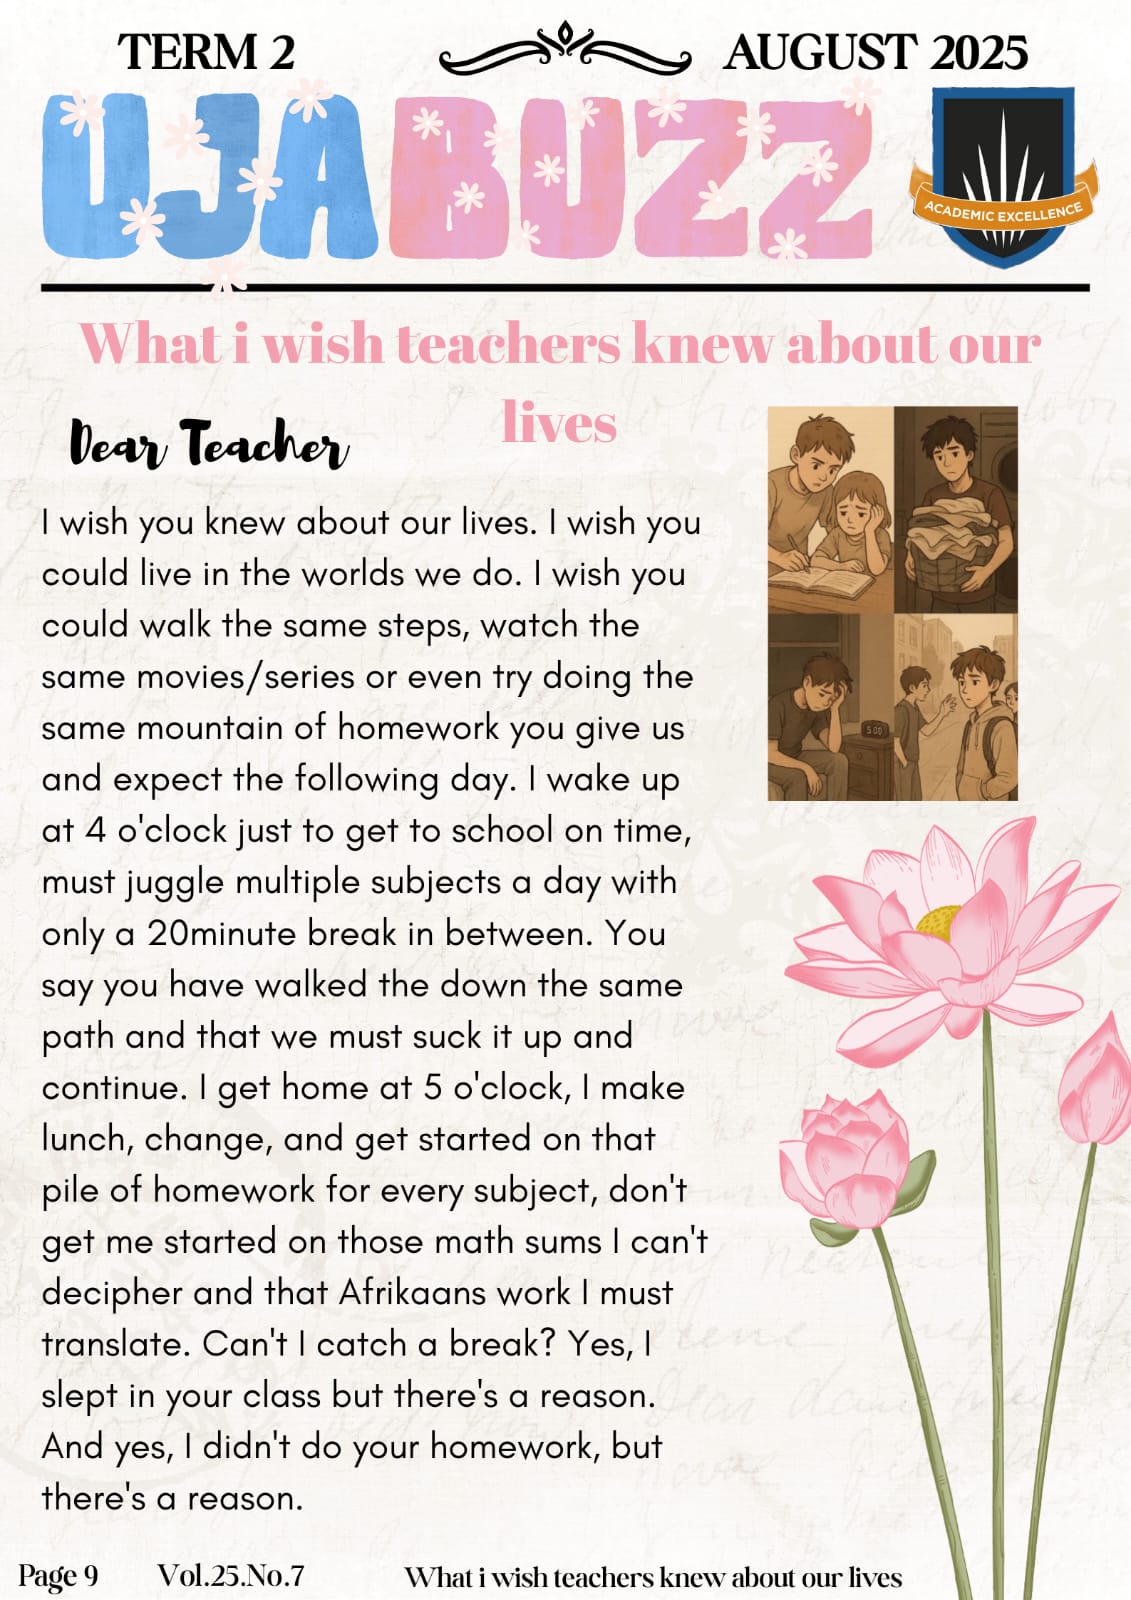 TERM 2
AUGUST 2025
UJABUZZ
ACADEMIC EXCELLENCE
What i wish teachers knew about our
lives
Dear Teacher
I wish you knew about our lives. I wish you
could live in the worlds we do. I wish you
could walk the same steps, watch the
same movies/series or even try doing the
same mountain of homework you give us
and expect the following day. I wake up
at 4 o'clock just to get to school on time,
must juggle multiple subjects a day with
only a 20minute break in between. You
say you have walked the down the same
path and that we must suck it up and
continue. I get home at 5 o'clock, I make
lunch, change, and get started on that
pile of homework for every subject, don't
get me started on those math sums I can't
decipher and that Afrikaans work I must
translate. Can't I catch a break? Yes, I
slept in your class but there's a reason.
And yes, I didn't do your homework, but
there's a reason.
5:00
Page 9
Vol.25.No.7
What i wish teachers knew about our lives